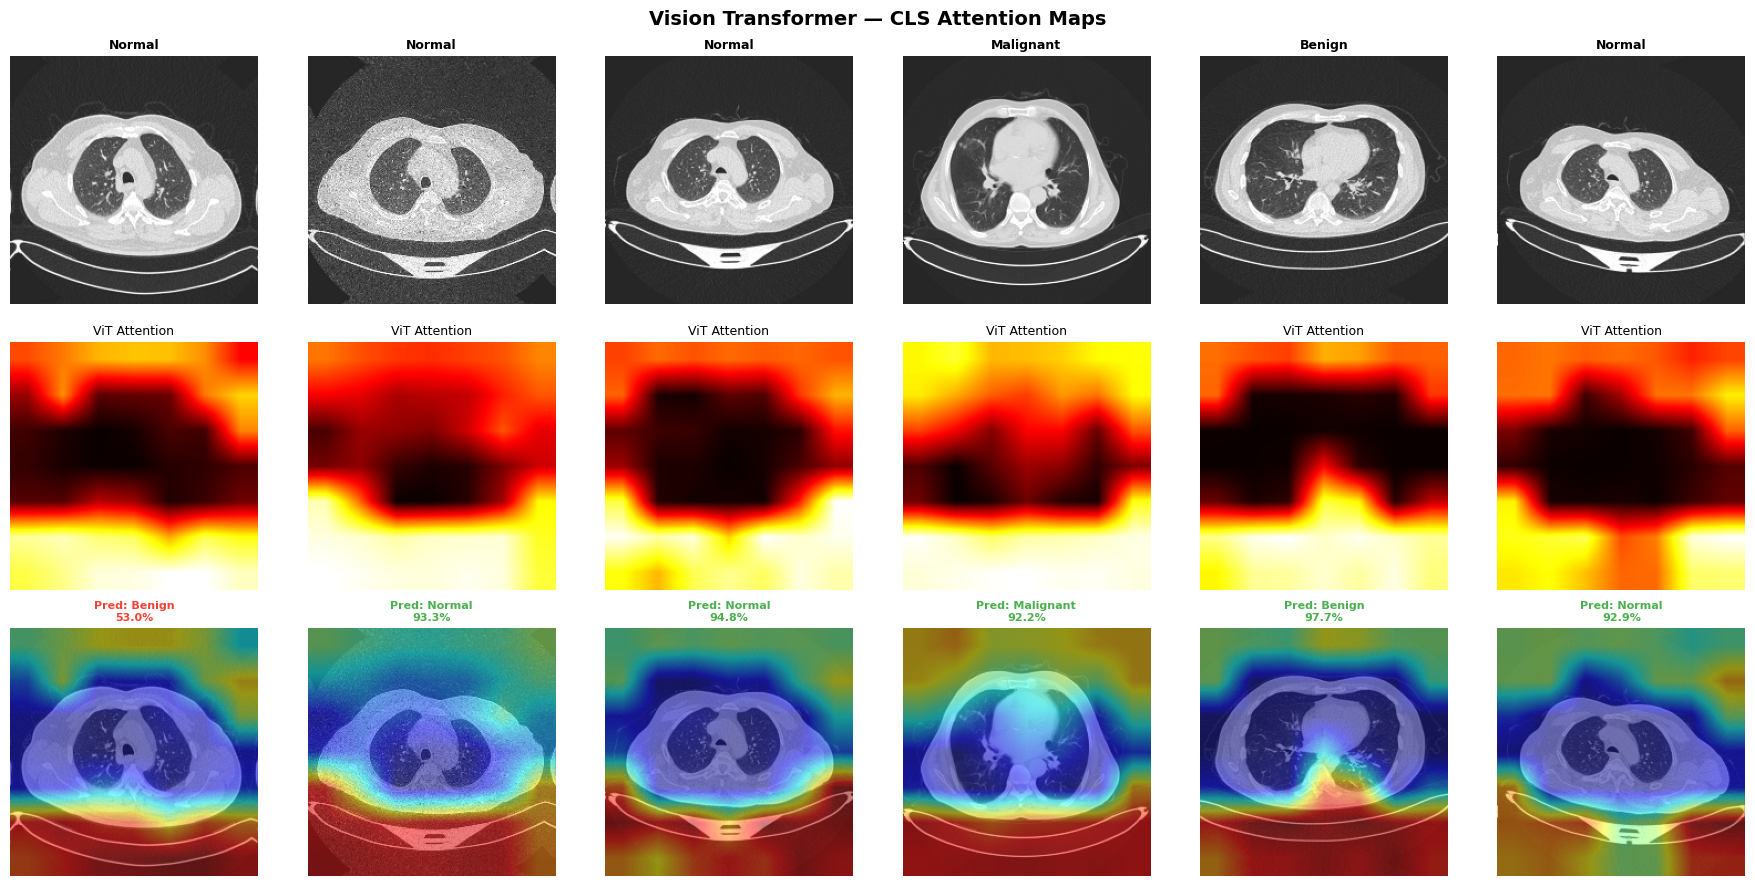 Vision Transformer — CLS Attention Maps
Normal
Normal
Normal
Malignant
Benign
Normal
ViT Attention
ViT Attention
ViT Attention
ViT Attention
ViT Attention
ViT Attention
Pred: Benign
53.0%
Pred: Normal
93.3%
Pred: Normal
94.8%
Pred: Malignant
92.2%
Pred: Benign
97.7%
Pred: Normal
92.9%